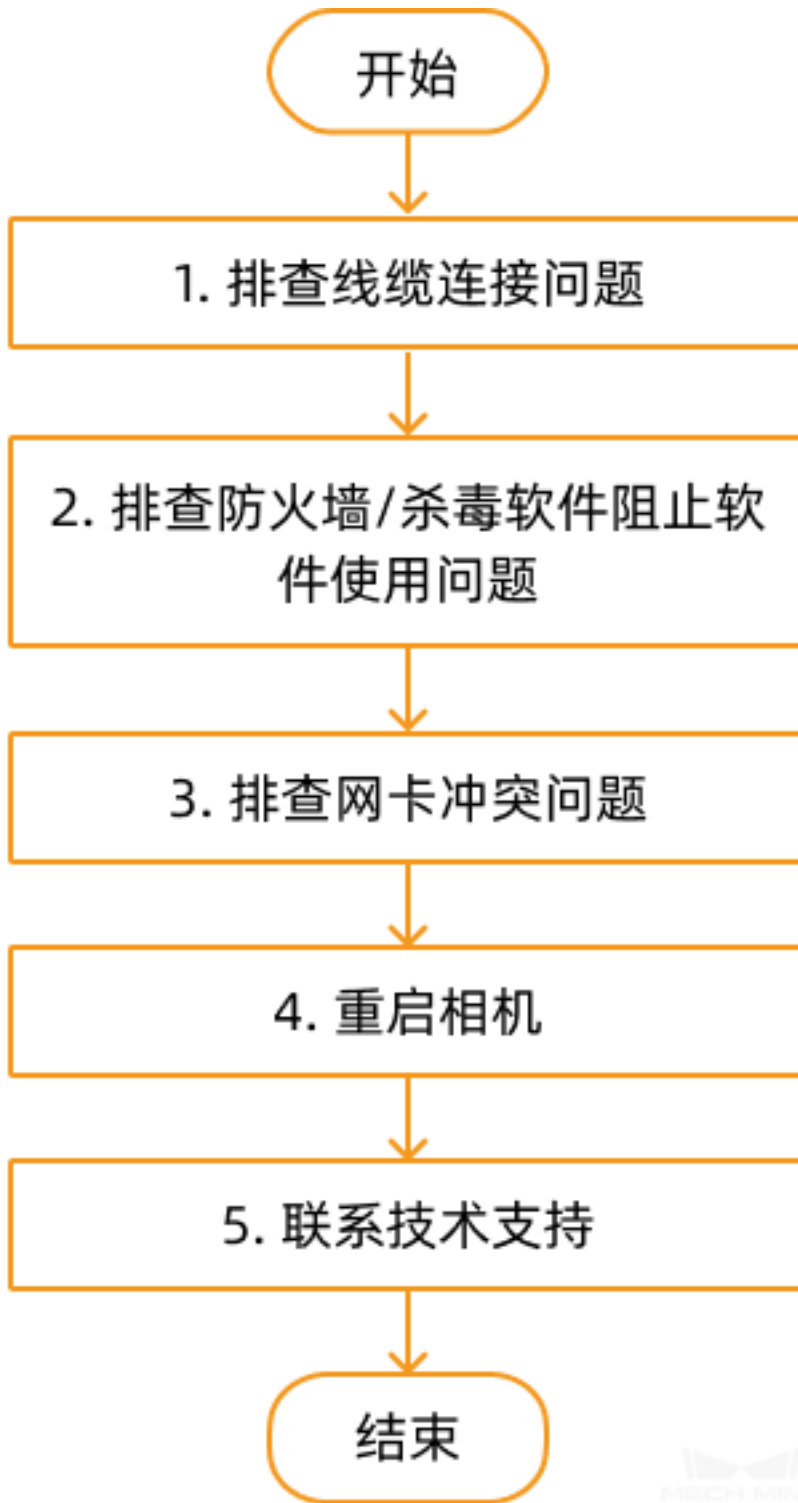 开始
1. 排查线缆连接问题
2. 排查防火墙/杀毒软件阻止软
件使用问题
3. 排查网卡冲突问题
4. 重启相机
5. 联系技术支持
结束
MECH MIN